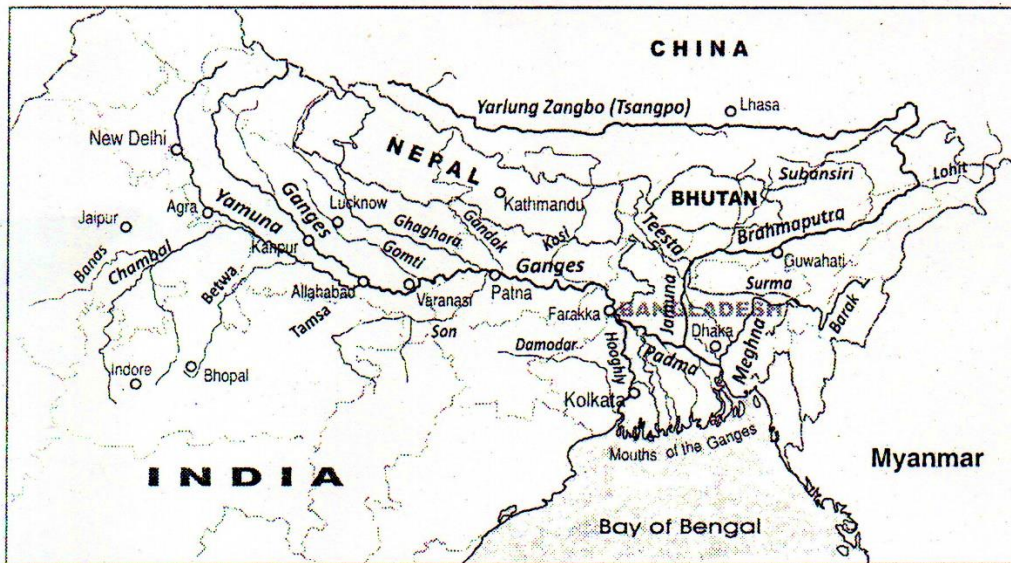 CHINA
Yarlung Zangbo (Tsangpo)
Lhasa
New Delhi
NEPAL
Subansiri
Lohit
BHUTAN
Kathmandu
Lucknow
Agra
Jaipur
Yamuna
Ganges
Ghaghara
Gandak
Kosi
Teesta
Brahmaputra
Banas
Chambal
Kanpur
Gomti
Ganges
Guwahati
Betwa
Allahabad
Varanasi
Patna
Surma
Tamsa
Son
Farakka
BANGLADESH
Jamuna
Barak
Dhaka
Damodar
Hooghly
Padma
Meghna
Indore
Bhopal
Kolkata
Mouths of the Ganges
INDIA
Myanmar
Bay of Bengal